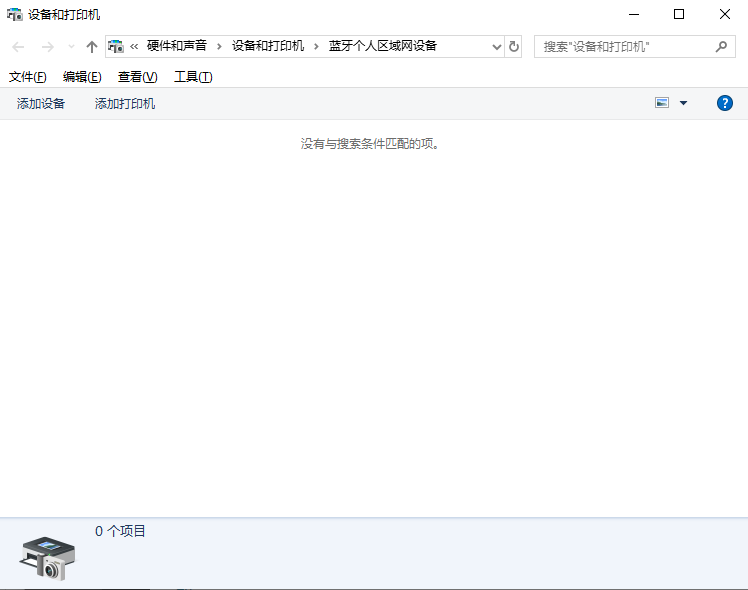 设备和打印机
« 硬件和声音 › 设备和打印机 › 蓝牙个人区域网设备 搜索"设备和打印机"
文件(F) 编辑(E) 查看(V) 工具(T)
添加设备 添加打印机 ?
没有与搜索条件匹配的项。
0 个项目